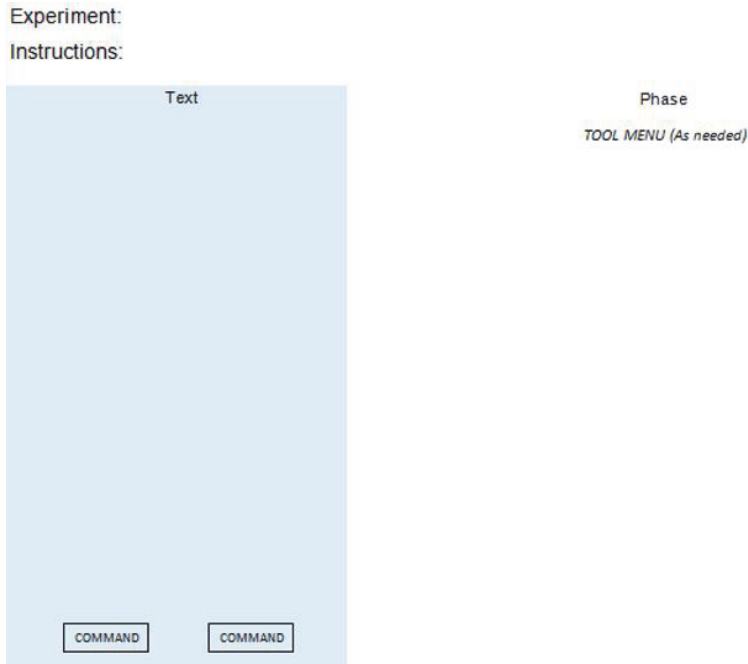 Experiment:
Instructions:
Text
Phase
TOOL MENU (As needed)
COMMAND
COMMAND